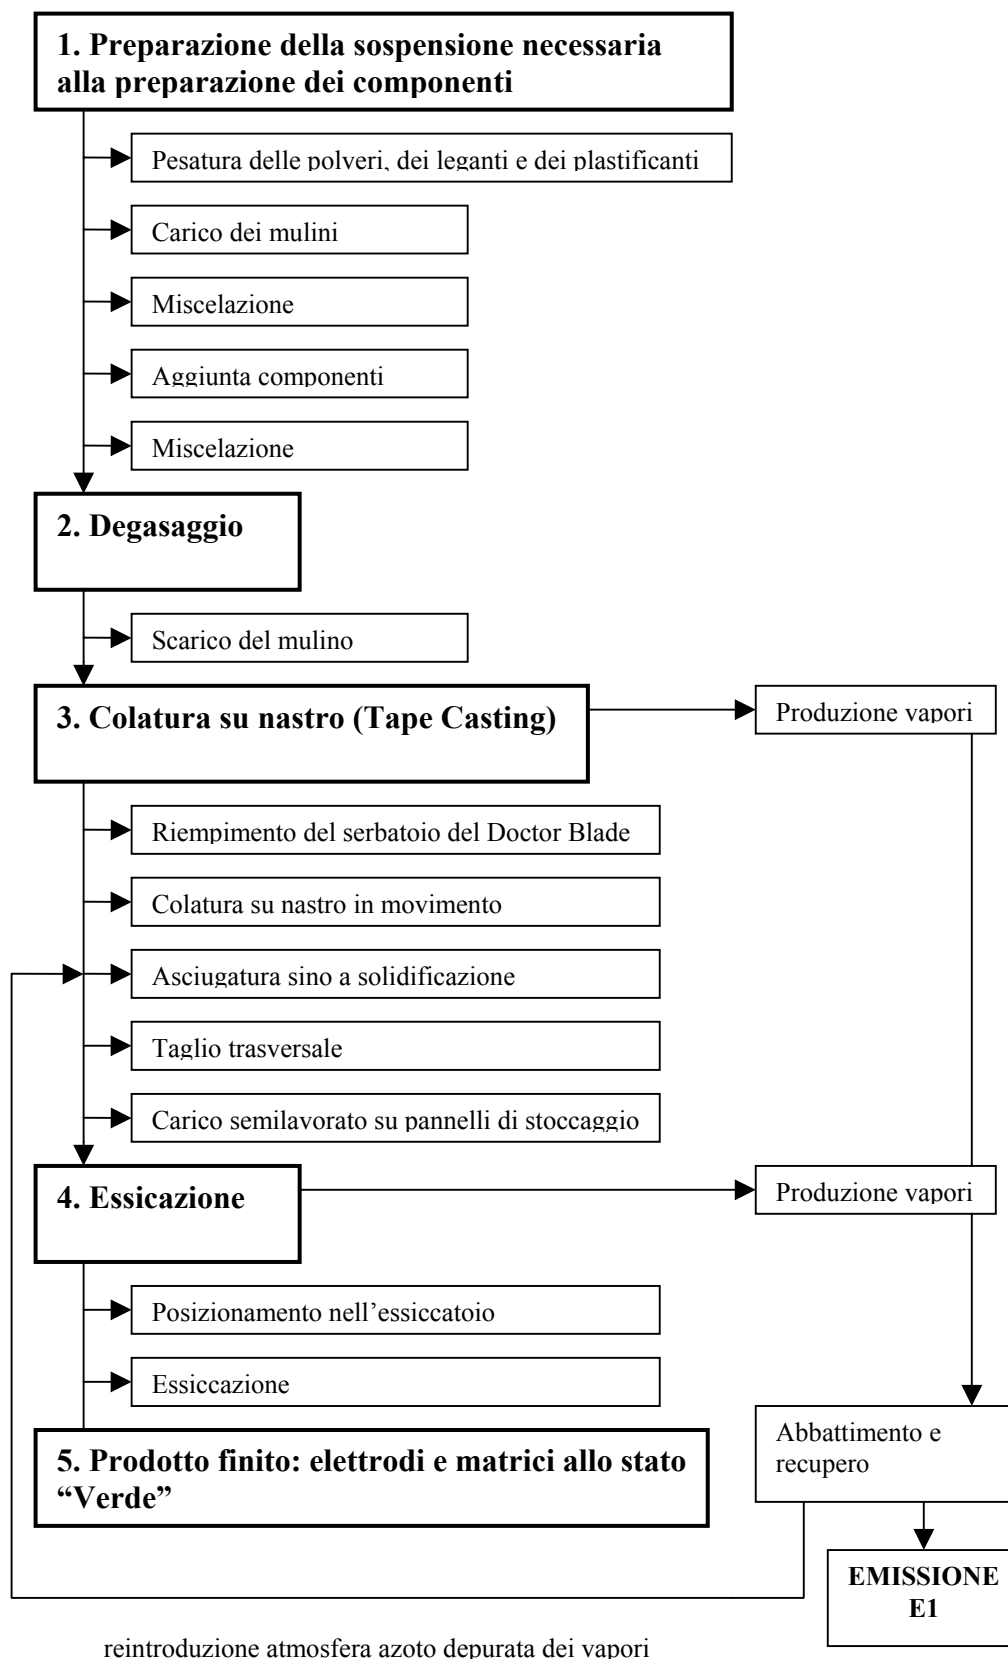 1. Preparazione della sospensione necessaria
alla preparazione dei componenti
Pesatura delle polveri, dei leganti e dei plastificanti
Carico dei mulini
Miscelazione
Aggiunta componenti
Miscelazione
2. Degasaggio
Scarico del mulino
3. Colatura su nastro (Tape Casting)
Produzione vapori
Riempimento del serbatoio del Doctor Blade
Colatura su nastro in movimento
Asciugatura sino a solidificazione
Taglio trasversale
Carico semilavorato su pannelli di stoccaggio
4. Essicazione
Produzione vapori
Posizionamento nell’essiccatoio
Essiccazione
5. Prodotto finito: elettrodi e matrici allo stato
“Verde”
Abbattimento e
recupero
EMISSIONE
E1
reintroduzione atmosfera azoto depurata dei vapori